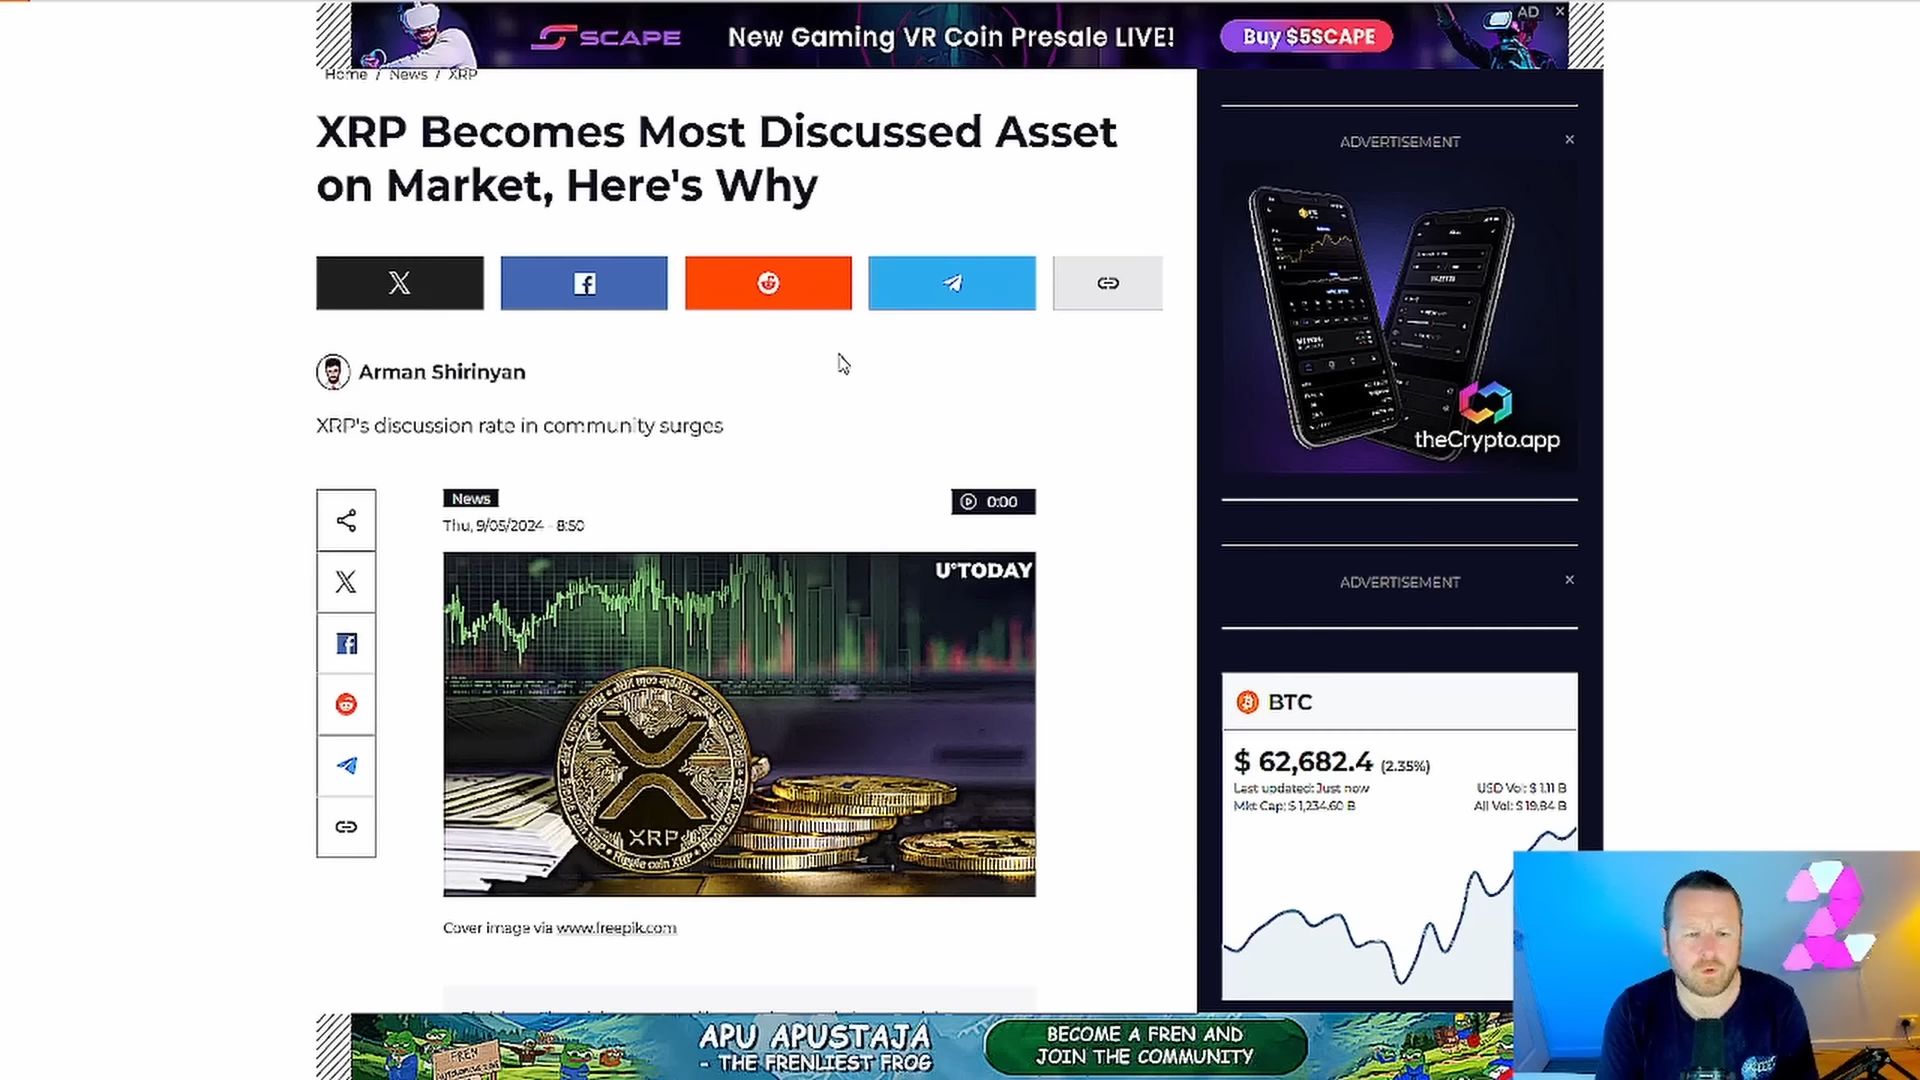 SCAPE
New Gaming VR Coin Presale LIVE!
Buy $5SCAPE
AD
Home / News / XRP
XRP Becomes Most Discussed Asset
on Market, Here's Why
Arman Shirinyan
XRP's discussion rate in community surges
News
0:00
Thu, 9/05/2024 - 8:50
U°TODAY
XRP
Cover image via www.freepik.com
ADVERTISEMENT
theCrypto.app
ADVERTISEMENT
BTC
$ 62,682.4 (2.35%)
Last updated: Just now
USD Vol: $ 1.11 B
Mkt Cap: $ 1,234.60 B
All Vol: $ 19.84 B
APU APUSTAJA
- THE FRENLIEST FROG
BECOME A FREN AND
JOIN THE COMMUNITY
FREN